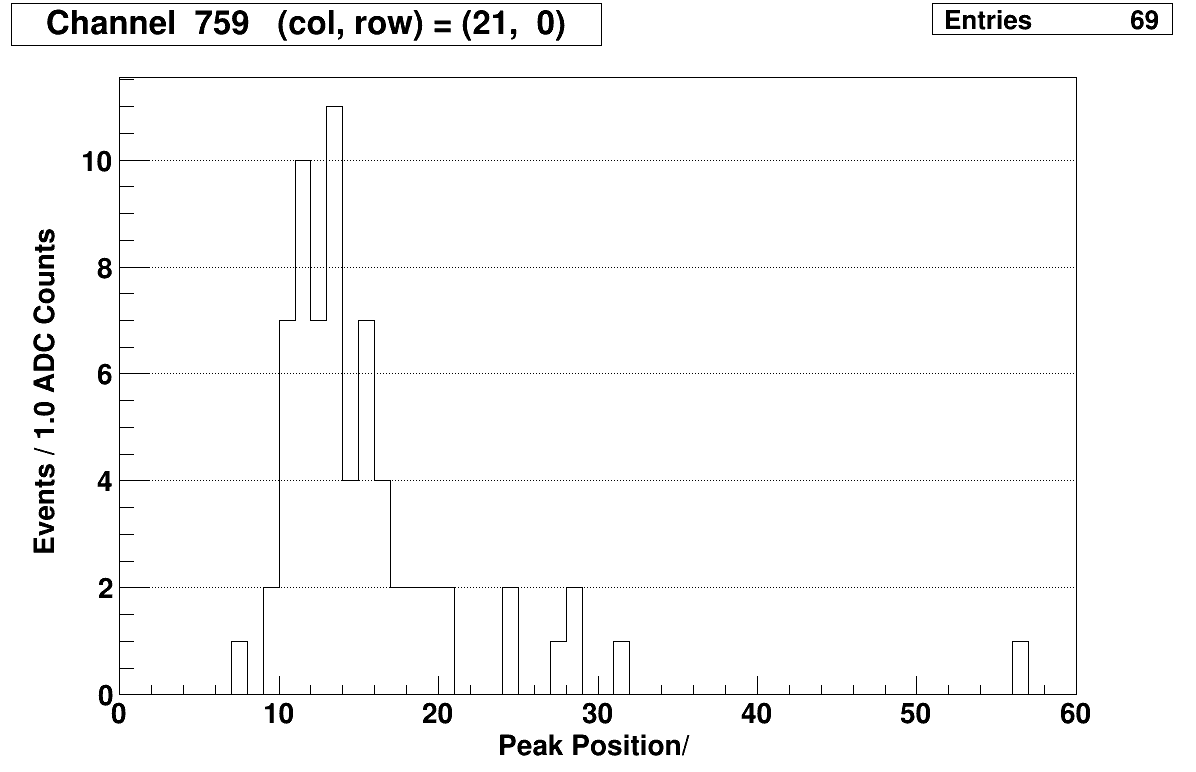 Channel 759 (col, row) = (21, 0)
Entries 69
Events / 1.0 ADC Counts
10
8
6
4
2
0
0 10 20 30 40 50 60
Peak Position/